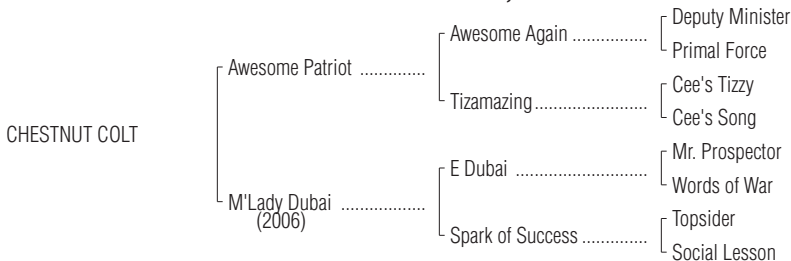 Deputy Minister
Awesome Again ...............
Primal Force
Awesome Patriot ..............
Cee's Tizzy
Tizamazing......................
Cee's Song
CHESTNUT COLT
Mr. Prospector
E Dubai ..........................
Words of War
M'Lady Dubai .................
(2006)
Topsider
Spark of Success .............
Social Lesson